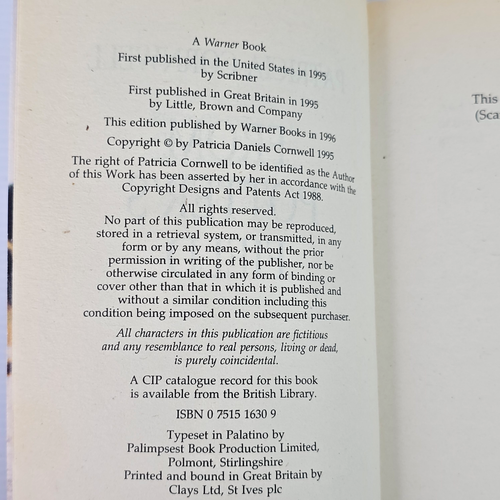 A Warner Book
First published in the United States in 1995
by Scribner
First published in Great Britain in 1995
by Little, Brown and Company
This edition published by Warner Books in 1996
Copyright © by Patricia Daniels Cornwell 1995
The right of Patricia Cornwell to be identified as the Author
of this Work has been asserted by her in accordance with the
Copyright Designs and Patents Act 1988.
All rights reserved.
No part of this publication may be reproduced,
stored in a retrieval system, or transmitted, in any
form or by any means, without the prior
permission in writing of the publisher, nor be
otherwise circulated in any form of binding or
cover other than that in which it is published and
without a similar condition including this
condition being imposed on the subsequent purchaser.
All characters in this publication are fictitious
and any resemblance to real persons, living or dead,
is purely coincidental.
A CIP catalogue record for this book
is available from the British Library.
ISBN 0 7515 1630 9
Typeset in Palatino by
Palimpsest Book Production Limited,
Polmont, Stirlingshire
Printed and bound in Great Britain by
Clays Ltd, St Ives plc
This
(Sca